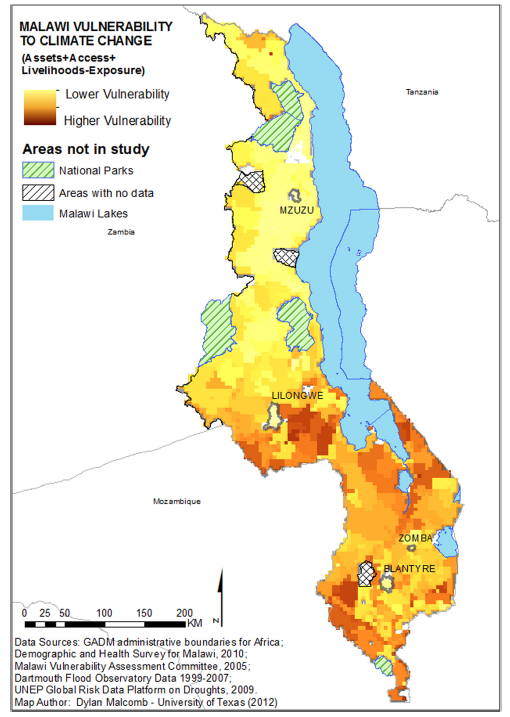 MALAWI VULNERABILITY
TO CLIMATE CHANGE
(Assets+Access+
Livelihoods-Exposure)
Lower Vulnerability
Higher Vulnerability
Areas not in study
National Parks
Areas with no data
Malawi Lakes
Tanzania
Zambia
MZUZU
LILONGWE
Mozambique
ZOMBA
BLANTYRE
N
0 25 50 100 150 200
KM
Data Sources: GADM administrative boundaries for Africa;
Demographic and Health Survey for Malawi, 2010;
Malawi Vulnerability Assessment Committee, 2005;
Dartmouth Flood Observatory Data 1999-2007;
UNEP Global Risk Data Platform on Droughts, 2009.
Map Author: Dylan Malcomb - University of Texas (2012)